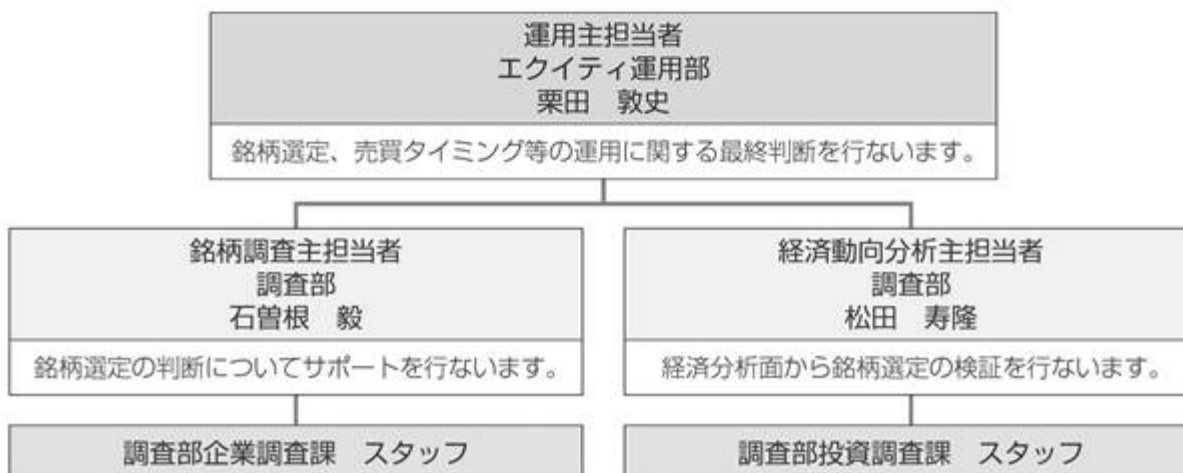 運用主担当者
エクイティ運用部
栗田　敦史
銘柄選定、売買タイミング等の運用に関する最終判断を行ないます。
銘柄調査主担当者
調査部
石曽根　毅
銘柄選定の判断についてサポートを行ないます。
調査部企業調査課　スタッフ
経済動向分析主担当者
調査部
松田　寿隆
経済分析面から銘柄選定の検証を行ないます。
調査部投資調査課　スタッフ